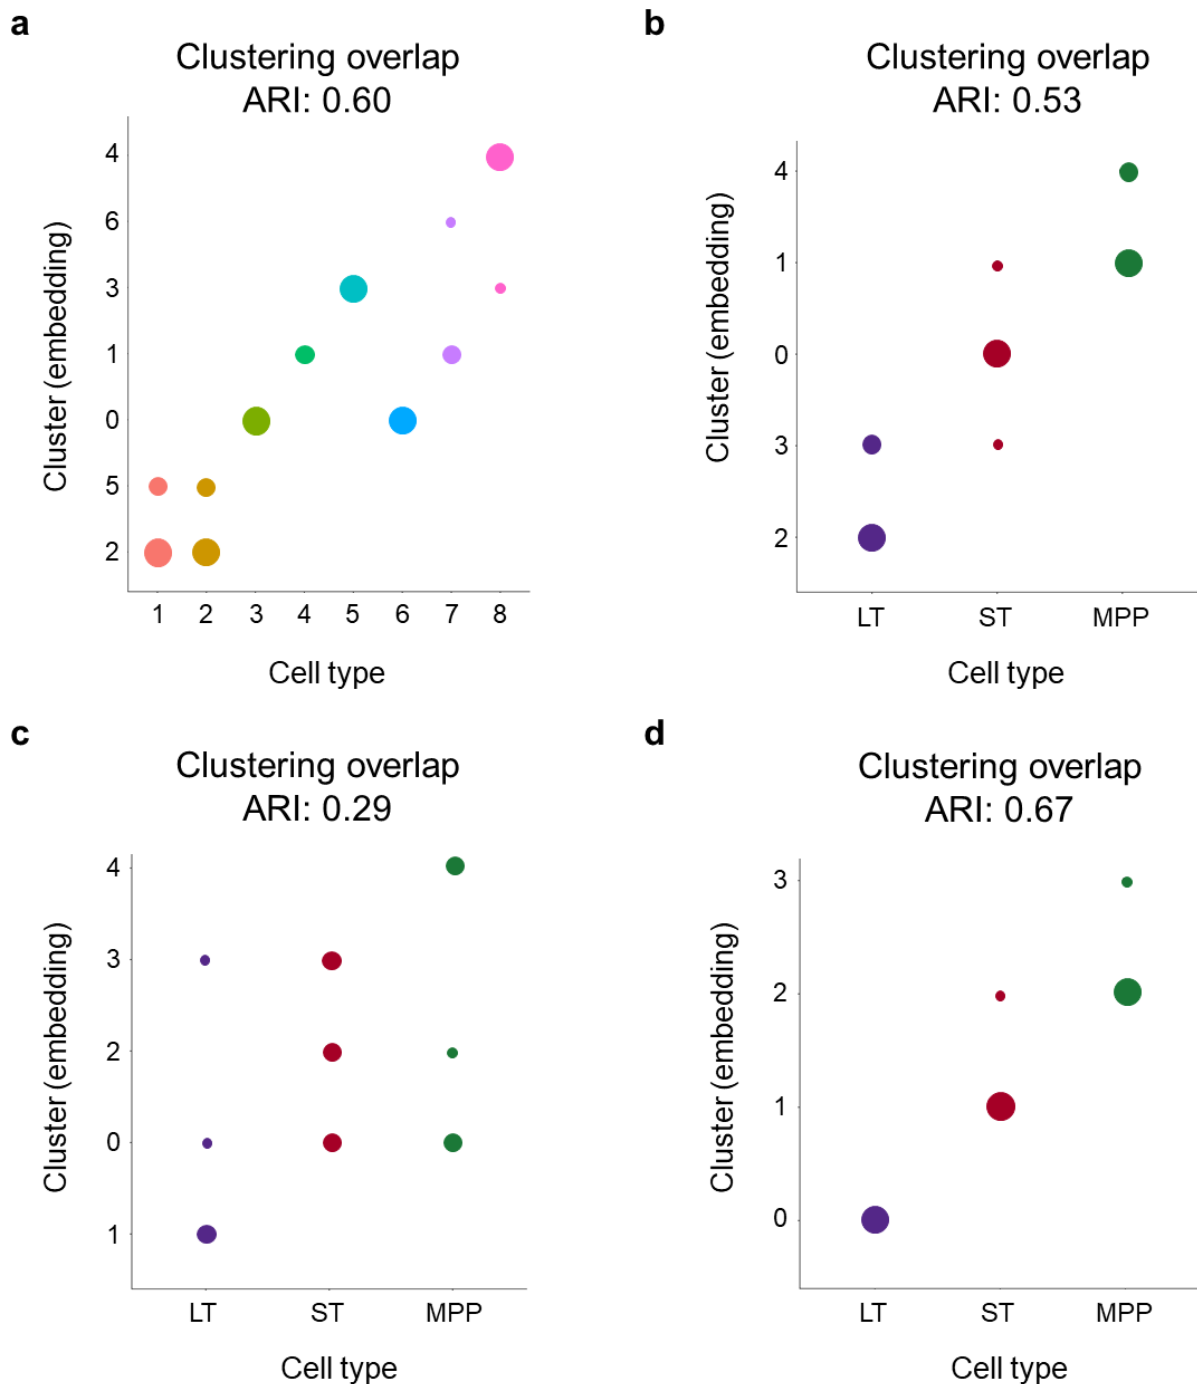 a
Clustering overlap
ARI: 0.60
Cluster (embedding)
4
6
3
1
0
5
2
1 2 3 4 5 6 7 8
Cell type
b
Clustering overlap
ARI: 0.53
Cluster (embedding)
4
1
0
3
2
LT ST MPP
Cell type
c
Clustering overlap
ARI: 0.29
Cluster (embedding)
4
3
2
0
1
LT ST MPP
Cell type
d
Clustering overlap
ARI: 0.67
Cluster (embedding)
3
2
1
0
LT ST MPP
Cell type